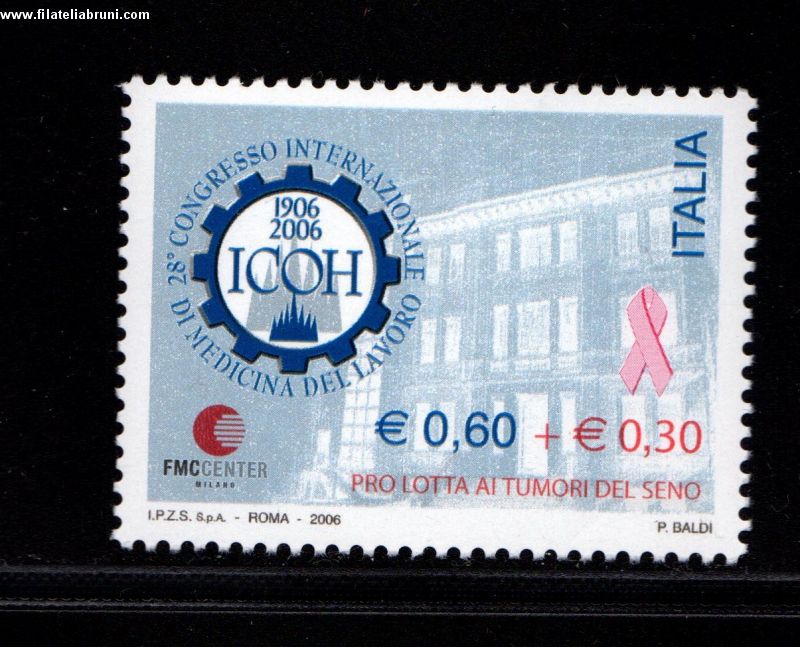 www.filateliabruni.com
28° CONGRESSO INTERNAZIONALE
DI MEDICINA DEL LAVORO
1906
2006
ICOH
ITALIA
€ 0,60 + € 0,30
PRO LOTTA AI TUMORI DEL SENO
FMCCENTER
MILANO
I.P.Z.S. S.p.A. - ROMA - 2006
P. BALDI